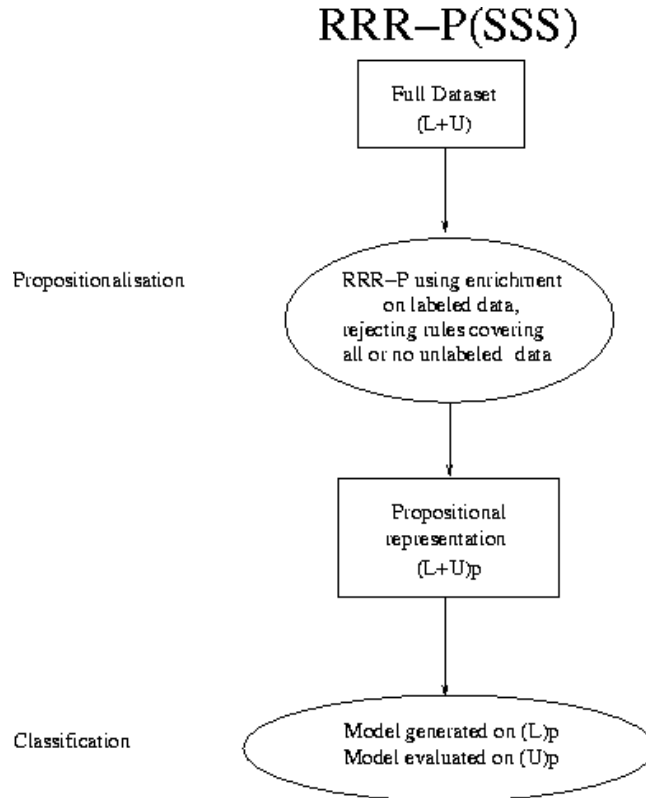 RRR–P(SSS)
Full Dataset
(L+U)
Propositionalisation
RRR–P using enrichment
on labeled data,
rejecting rules covering
all or no unlabeled data
Propositional
representation
(L+U)p
Classification
Model generated on (L)p
Model evaluated on (U)p